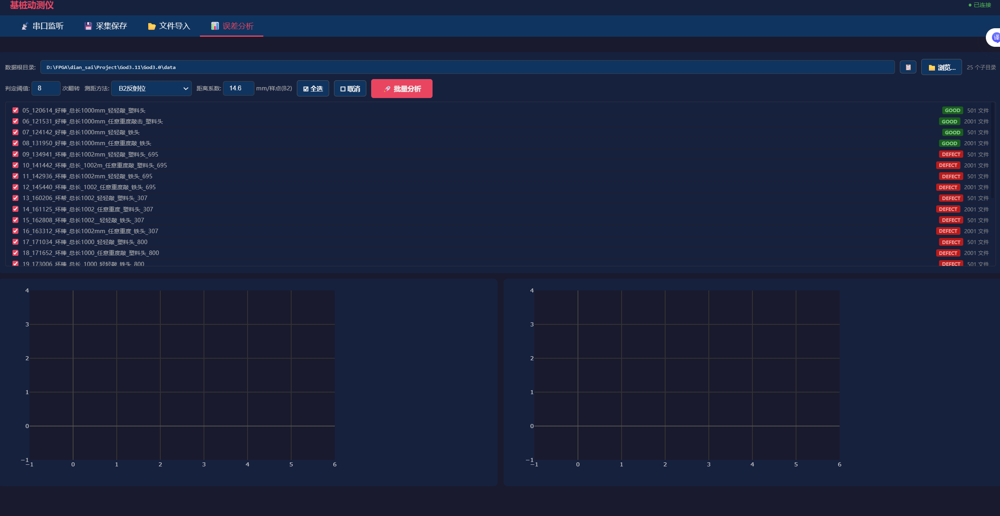 基桩动测仪
● 已连接
串口监听 采集保存 文件导入 误差分析
译
数据根目录: D:\FPGA\dian_sai\Project\God3.11\God3.0\data 浏览... 25 个子目录
判定阈值: 8 次翻转 测距方法: B2反射位 距离系数: 14.6 mm/样点(B2) ☑ 全选 ☐ 取消 批量分析
05_120614_好棒_总长1000mm_轻轻敲_塑料头 GOOD 501 文件
06_121531_好棒_总长1000mm_任意重度敲击_塑料头 GOOD 2001 文件
07_124142_好棒_总长1000mm_轻轻敲_铁头 GOOD 501 文件
08_131950_好棒_总长1000mm_任意重度敲_铁头 GOOD 2001 文件
09_134941_坏棒_总长1002mm_轻轻敲_塑料头_695 DEFECT 501 文件
10_141442_坏棒_总长_1002m_任意重度敲_塑料头_695 DEFECT 2001 文件
11_142936_坏棒_总长1002mm_轻轻敲_铁头_695 DEFECT 501 文件
12_145440_坏棒_总长_1002_任意重度敲_铁头_695 DEFECT 2001 文件
13_160206_坏帮_总长1002_轻轻敲_塑料头_307 DEFECT 501 文件
14_161125_坏棒_总长1002_任意重度_塑料头_307 DEFECT 2001 文件
15_162808_坏棒_总长1002__轻轻敲_铁头_307 DEFECT 501 文件
16_163312_坏棒_总长1002mm_任意重度_铁头_307 DEFECT 2001 文件
17_171034_坏棒_总长1000_轻轻敲_塑料头_800 DEFECT 501 文件
18_171652_坏棒_总长1000_任意重度敲_塑料头_800 DEFECT 2001 文件
19_173006_坏棒_总长_1000_轻轻敲_铁头_800 DEFECT 501 文件
4
3
2
1
0
−1
−1 0 1 2 3 4 5 6
4
3
2
1
0
−1
−1 0 1 2 3 4 5 6